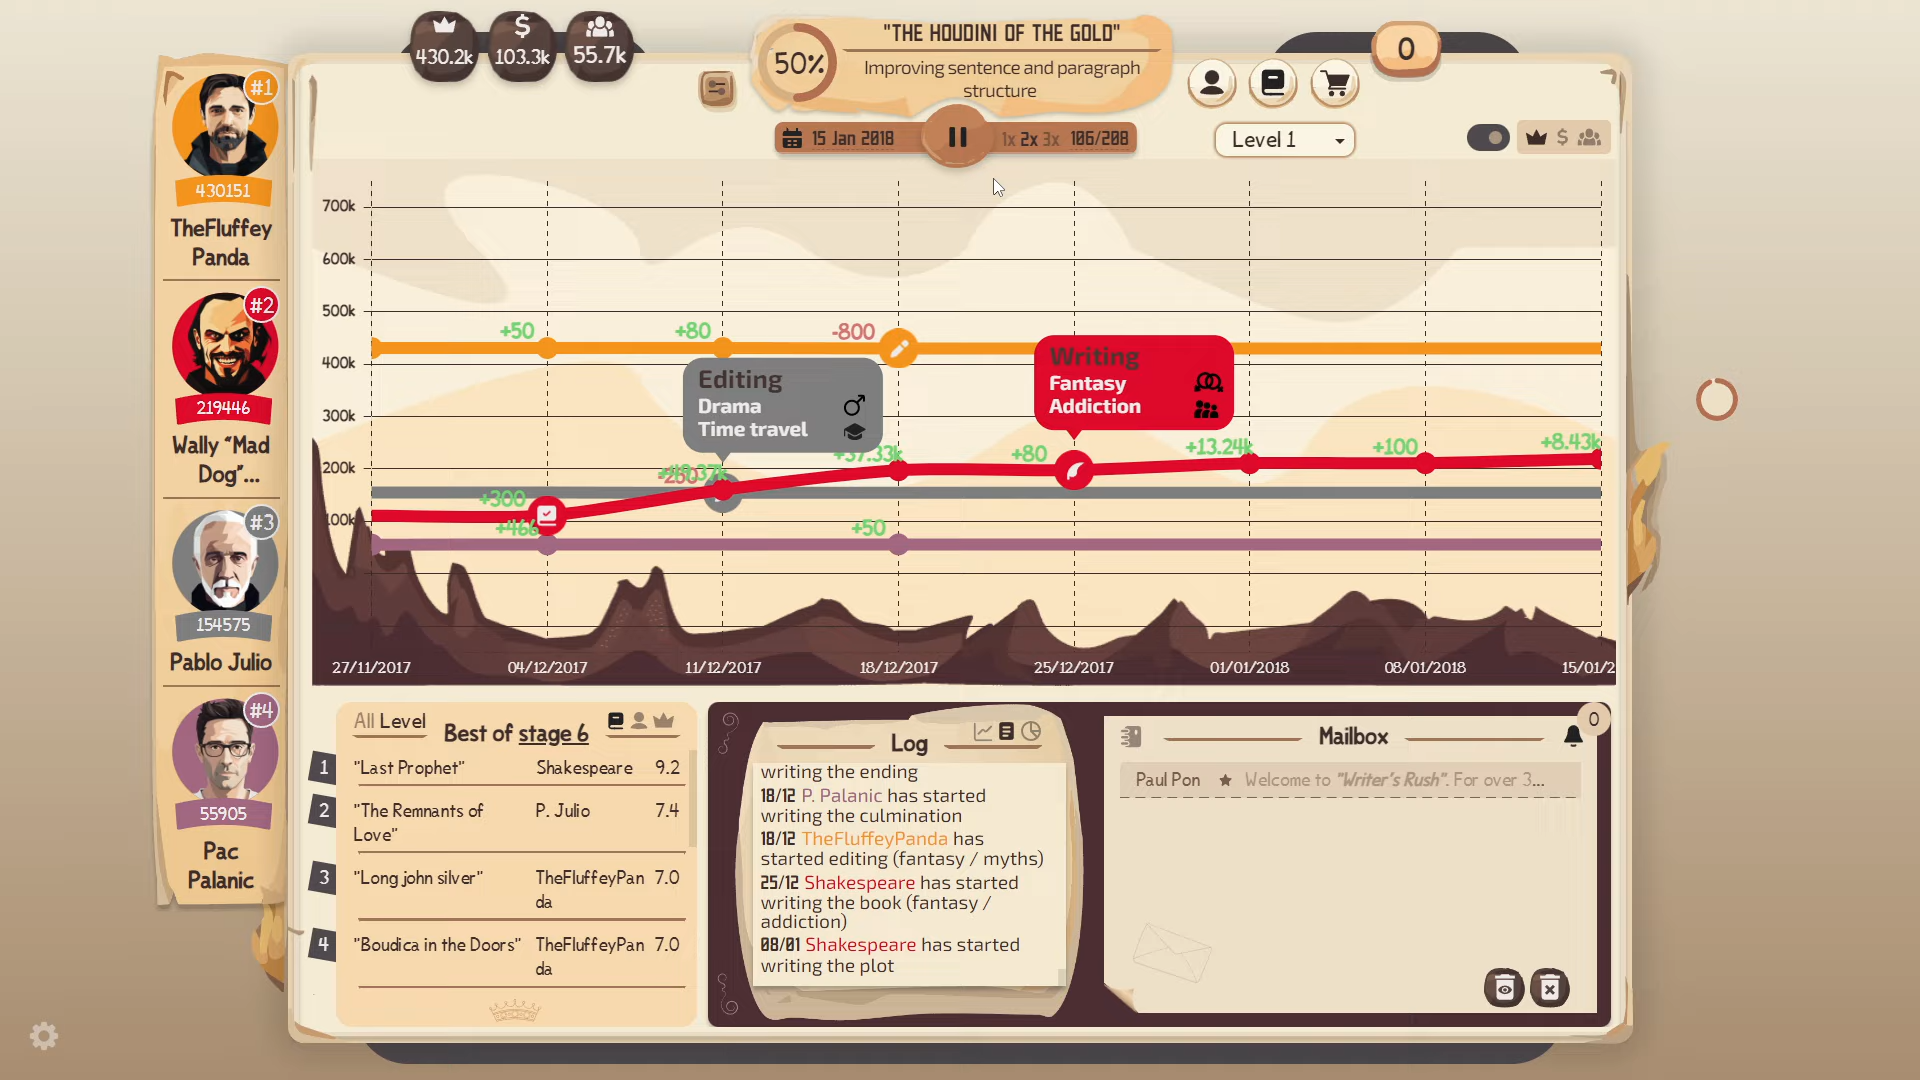 430.2k
103.3k
55.7k
50%
"THE HOUDINI OF THE GOLD"
Improving sentence and paragraph
structure
0
15 Jan 2018
1x 2x 3x 106/208
Level 1
#1
430151
TheFluffey
Panda
#2
219446
Wally “Mad
Dog”...
#3
154575
Pablo Julio
#4
55905
Pac
Palanic
700k
600k
500k
400k
300k
200k
100k
+50
+80
-800
Editing
Drama
Time travel
Writing
Fantasy
Addiction
+300
+466
+37.33k
+50
+80
+13.24k
+100
+8.43k
27/11/2017
04/12/2017
11/12/2017
18/12/2017
25/12/2017
01/01/2018
08/01/2018
15/01/2
All Level
Best of stage 6
1 "Last Prophet" Shakespeare 9.2
2 "The Remnants of P. Julio 7.4
Love"
3 "Long john silver" TheFluffeyPan 7.0
da
4 "Boudica in the Doors" TheFluffeyPan 7.0
da
Log
writing the ending
18/12 P. Palanic has started
writing the culmination
18/12 TheFluffeyPanda has
started editing (fantasy / myths)
25/12 Shakespeare has started
writing the book (fantasy /
addiction)
08/01 Shakespeare has started
writing the plot
Mailbox
0
Paul Pon ★ Welcome to "Writer's Rush". For over 3...